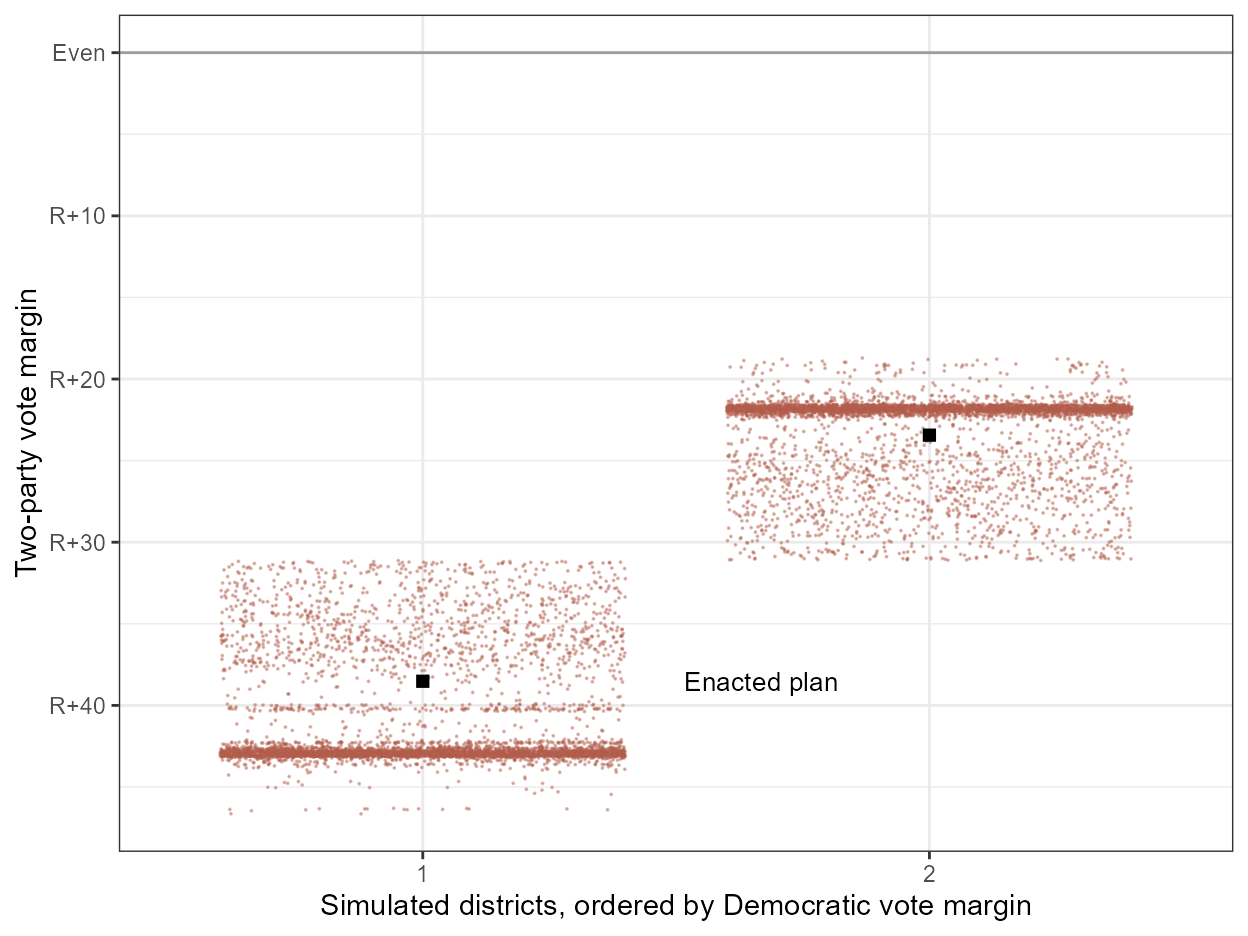 Even
R+10
R+20
R+30
R+40
Two-party vote margin
Enacted plan
1
2
Simulated districts, ordered by Democratic vote margin